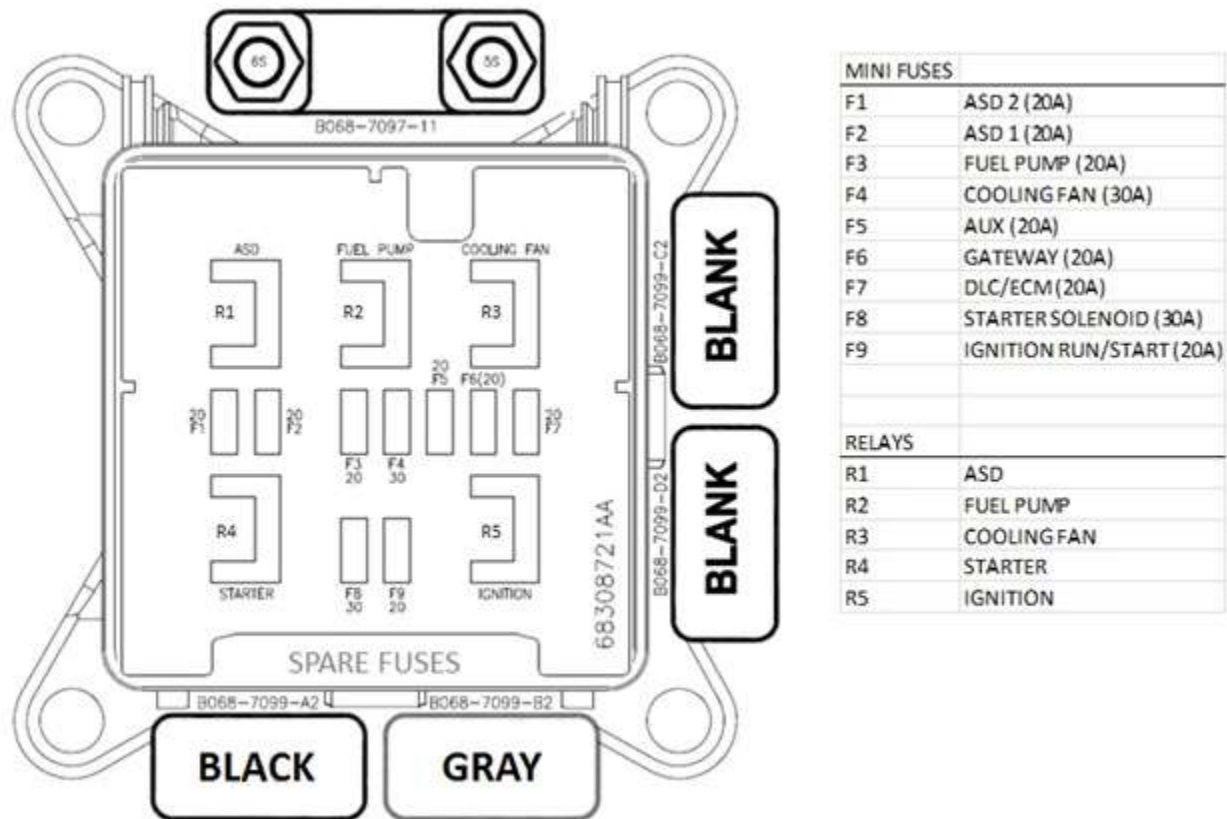 6S
5S
B068-7097-11
ASD
FUEL PUMP
COOLING FAN
R1
R2
R3
B068-7099-C2
BLANK
20
F5
F6(20)
20
F1
20
F2
20
F7
F3
20
F4
30
R4
R5
STARTER
F8
30
F9
20
IGNITION
68308721AA
B068-7099-D2
BLANK
SPARE FUSES
B068-7099-A2
B068-7099-B2
BLACK
GRAY
MINI FUSES
F1 ASD 2 (20A)
F2 ASD 1 (20A)
F3 FUEL PUMP (20A)
F4 COOLING FAN (30A)
F5 AUX (20A)
F6 GATEWAY (20A)
F7 DLC/ECM (20A)
F8 STARTER SOLENOID (30A)
F9 IGNITION RUN/START (20A)
RELAYS
R1 ASD
R2 FUEL PUMP
R3 COOLING FAN
R4 STARTER
R5 IGNITION